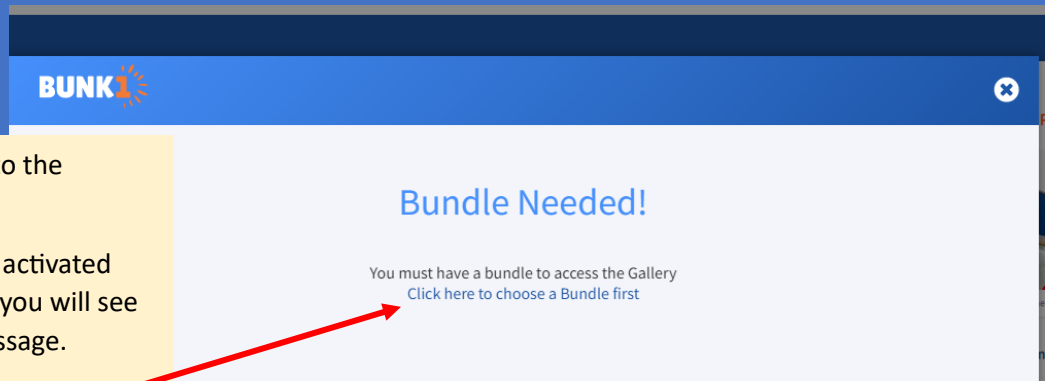 BUNK1
o the
activated
you will see
ssage.
Bundle Needed!
You must have a bundle to access the Gallery
Click here to choose a Bundle first